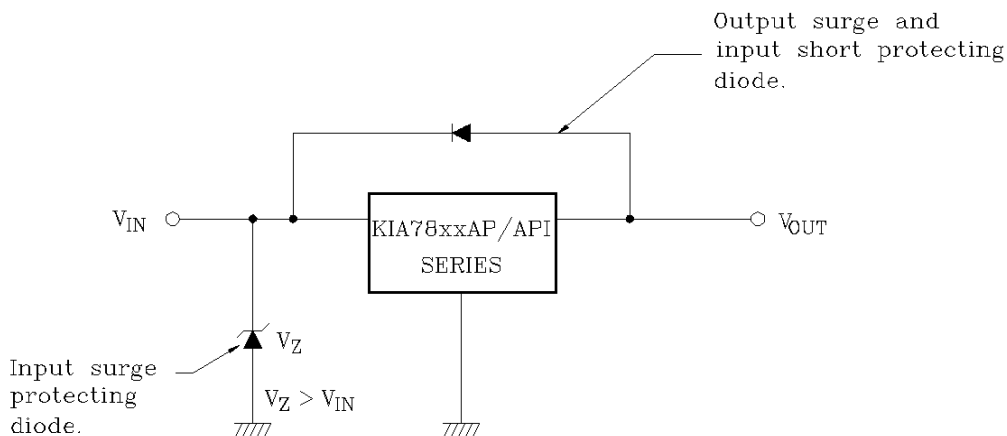 Output surge and
input short protecting
diode.
VIN
KIA78xxAP/API
SERIES
VOUT
VZ
Input surge
protecting
diode.
VZ > VIN